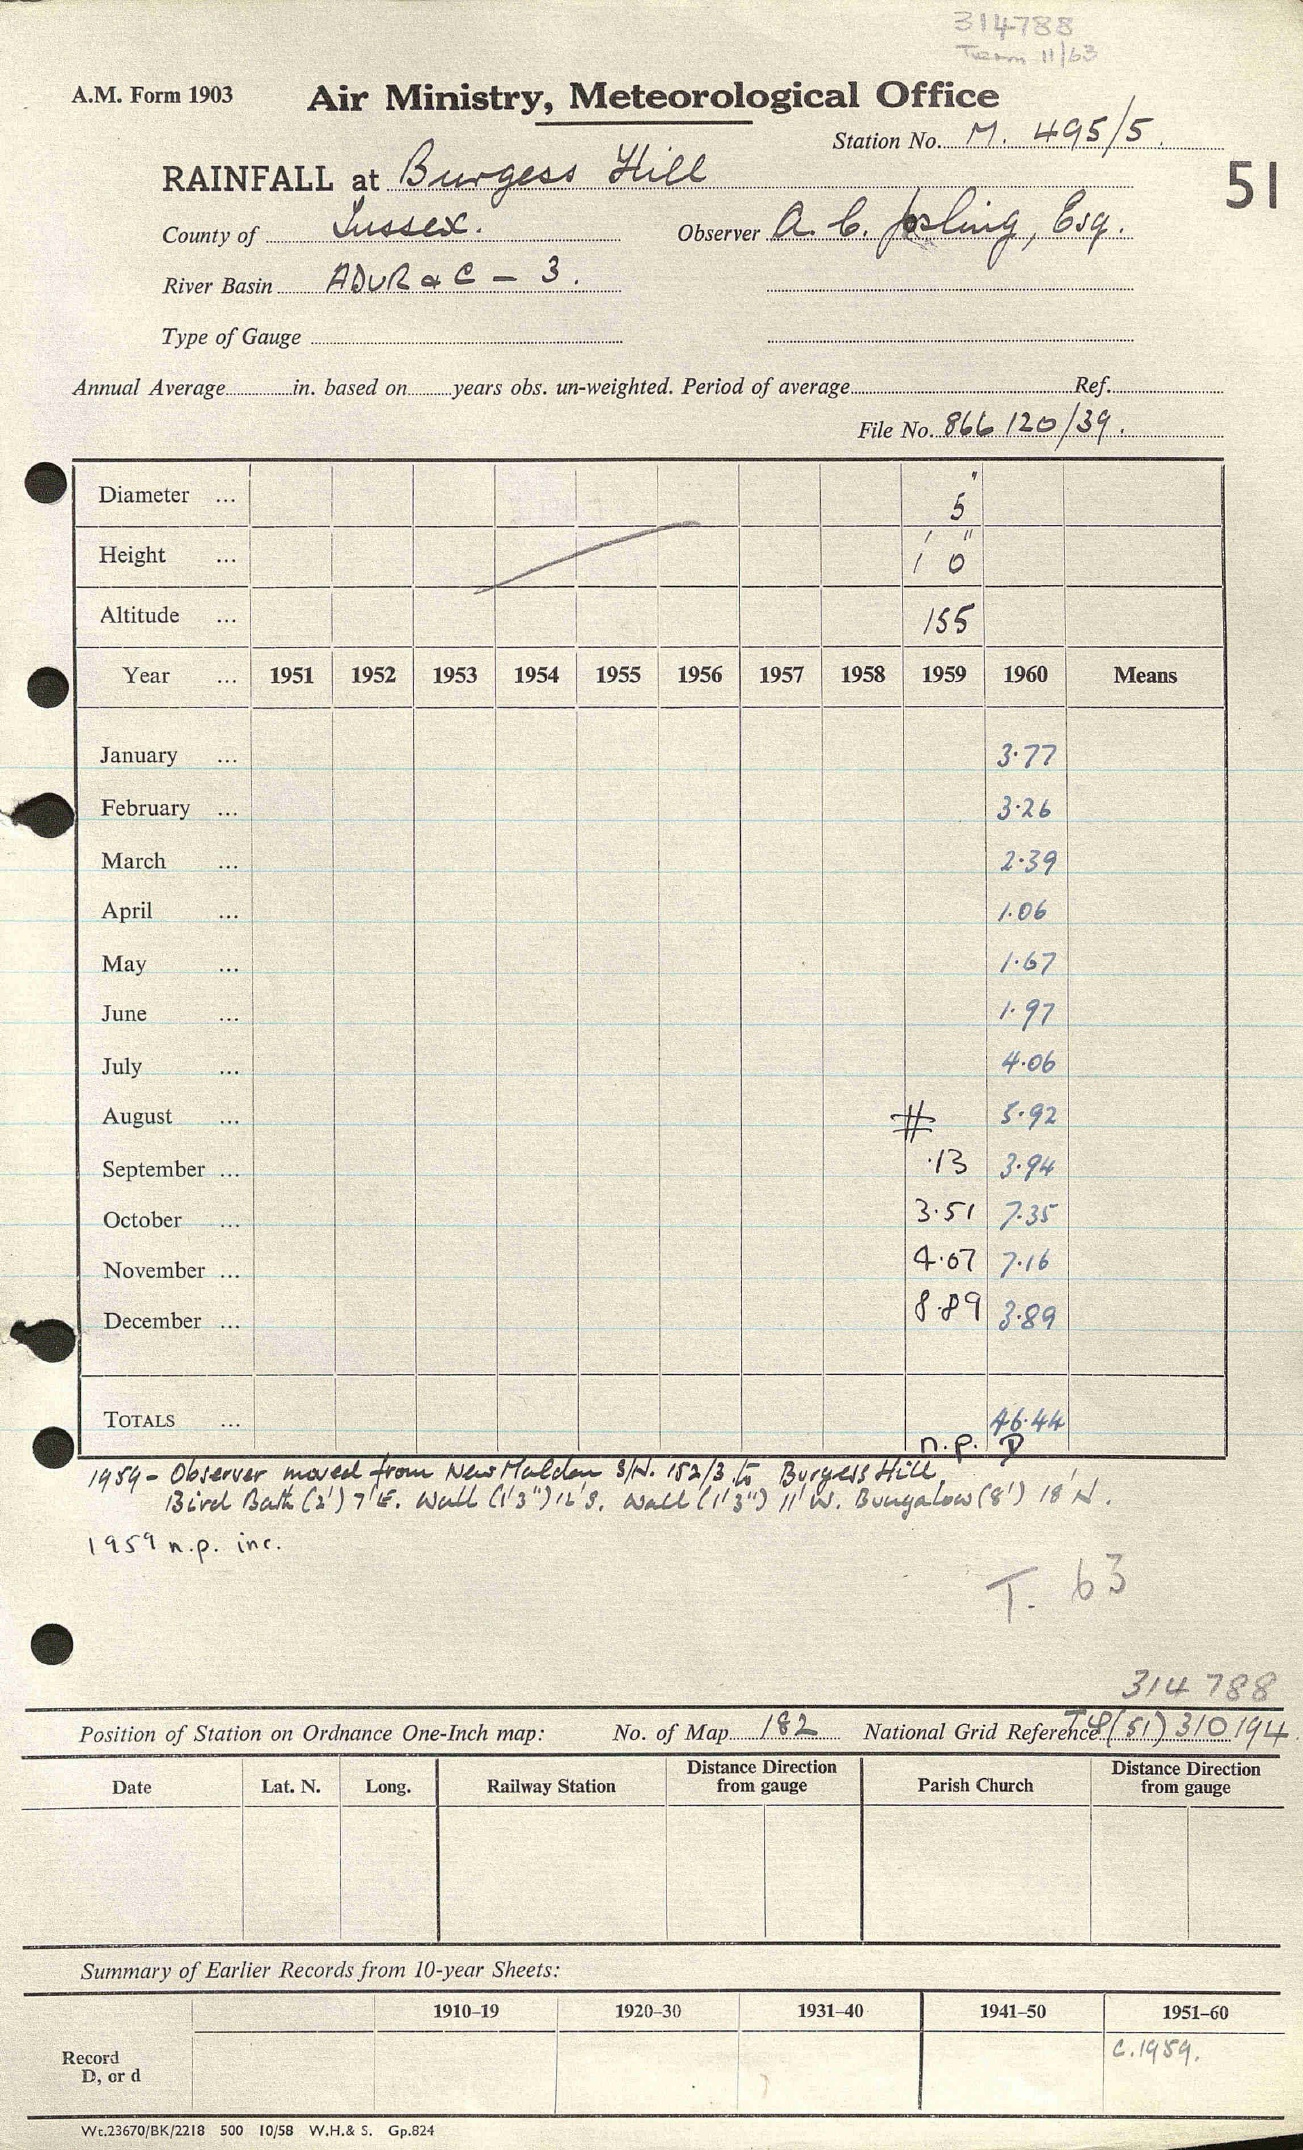 314788
Term 11/63
A.M. Form 1903 Air Ministry, Meteorological Office
Station No. M. 495/5.
RAINFALL at Burgess Hill
51
County of Sussex. Observer A. C. Josling, Esq.
River Basin ADUR & C - 3.
Type of Gauge
Annual Average in. based on years obs. un-weighted. Period of average Ref.
File No. 866120/39.
Diameter ... 5"
Height ... 1' 0"
Altitude ... 155
Year ... 1951 1952 1953 1954 1955 1956 1957 1958 1959 1960 Means
January ... 3.77
February ... 3.26
March ... 2.39
April ... 1.06
May ... 1.67
June ... 1.97
July ... 4.06
August ... # 5.92
September ... .13 3.94
October ... 3.51 7.35
November ... 4.07 7.16
December ... 8.89 3.89
TOTALS ... 46.44
n.p. D
1959 - Observer moved from New Malden S/N. 152/3 to Burgess Hill
Bird Bath (2') 7'E. Wall (1'3") 12'S. Wall (1'3") 11'W. Bungalow (8') 18'N.
1959 n.p. inc.
T. 63
314 788
Position of Station on Ordnance One-Inch map: No. of Map 182 National Grid Reference (51) 310194
Date Lat. N. Long. Railway Station Distance Direction from gauge Parish Church Distance Direction from gauge
Summary of Earlier Records from 10-year Sheets:
1910–19 1920–30 1931–40 1941–50 1951–60
Record
D, or d
C.1959.
Wt.23670/BK/2218 500 10/58 W.H.& S. Gp.824